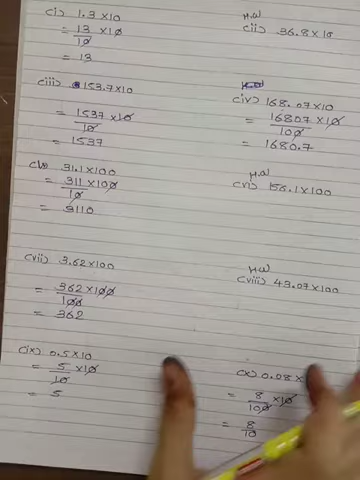 (i) 1.3 × 10
= 13/10 × 10
= 13
H.W
(ii) 36.8 × 10
(iii) 153.7 × 10
= 1537/10 × 10
= 1537
(iv) 168.07 × 10
= 16807/100 × 10
= 1680.7
(v) 31.1 × 100
= 311/10 × 100
= 3110
H.W
(vi) 156.1 × 100
(vii) 3.62 × 100
= 362/100 × 100
= 362
H.W
(viii) 43.07 × 100
(ix) 0.5 × 10
= 5/10 × 10
= 5
(x) 0.08 ×
= 8/100 × 10
= 8/10